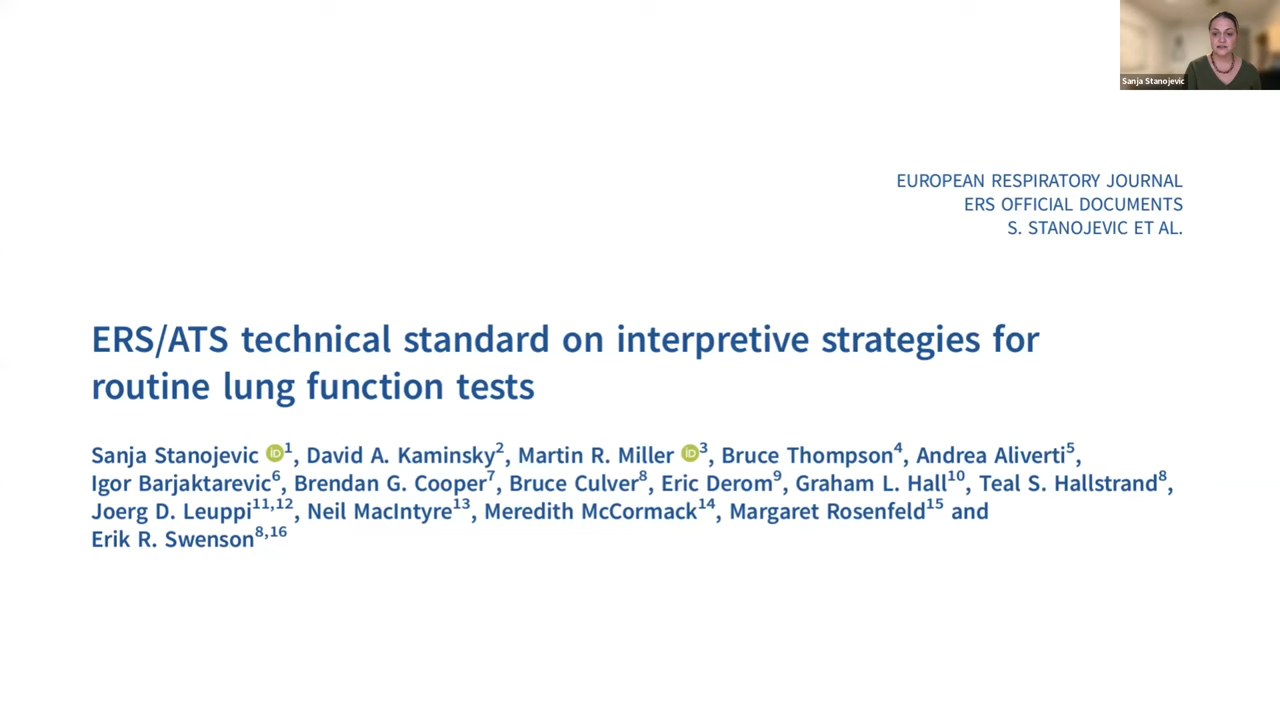 Sanja Stanojevic
EUROPEAN RESPIRATORY JOURNAL
ERS OFFICIAL DOCUMENTS
S. STANOJEVIC ET AL.
ERS/ATS technical standard on interpretive strategies for
routine lung function tests
Sanja Stanojevic iD1, David A. Kaminsky2, Martin R. Miller iD3, Bruce Thompson4, Andrea Aliverti5,
Igor Barjaktarevic6, Brendan G. Cooper7, Bruce Culver8, Eric Derom9, Graham L. Hall10, Teal S. Hallstrand8,
Joerg D. Leuppi11,12, Neil MacIntyre13, Meredith McCormack14, Margaret Rosenfeld15 and
Erik R. Swenson8,16